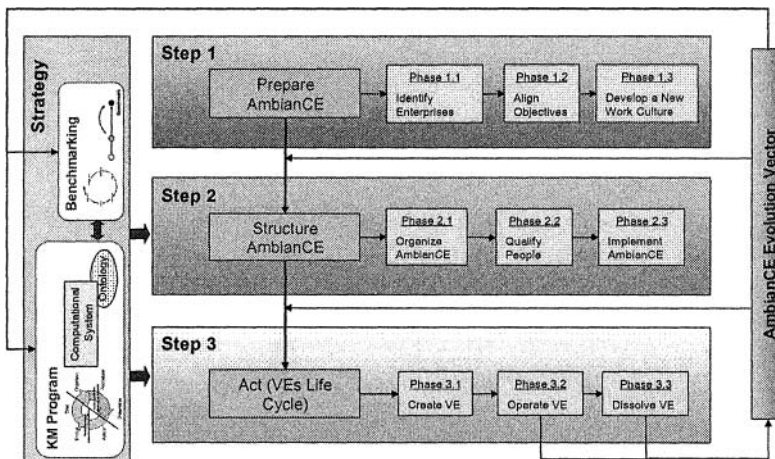 Strategy
Benchmarking
KM Program
Computational
System
Ontology
Step 1
Prepare
AmbianCE
Phase 1.1
Identify
Enterprises
Phase 1.2
Align
Objectives
Phase 1.3
Develop a New
Work Culture
Step 2
Structure
AmbianCE
Phase 2.1
Organize
AmbianCE
Phase 2.2
Qualify
People
Phase 2.3
Implement
AmbianCE
Step 3
Act (VEs Life
Cycle)
Phase 3.1
Create VE
Phase 3.2
Operate VE
Phase 3.3
Dissolve VE
AmbianCE Evolution Vector